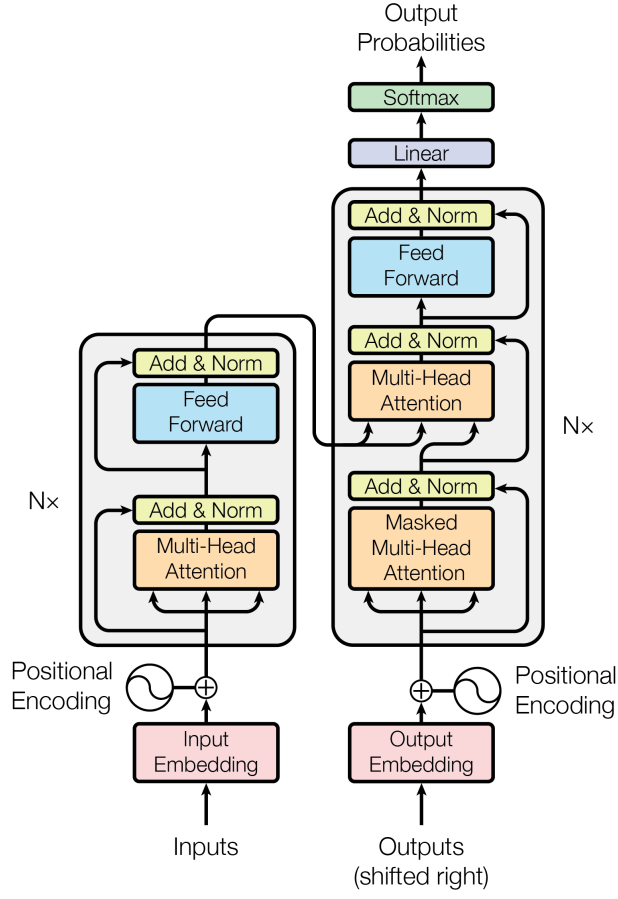 Output
Probabilities
Softmax
Linear
Add & Norm
Feed
Forward
Add & Norm
Multi-Head
Attention
Add & Norm
Masked
Multi-Head
Attention
N×
Add & Norm
Feed
Forward
Add & Norm
Multi-Head
Attention
N×
Positional
Encoding
Input
Embedding
Inputs
Positional
Encoding
Output
Embedding
Outputs
(shifted right)